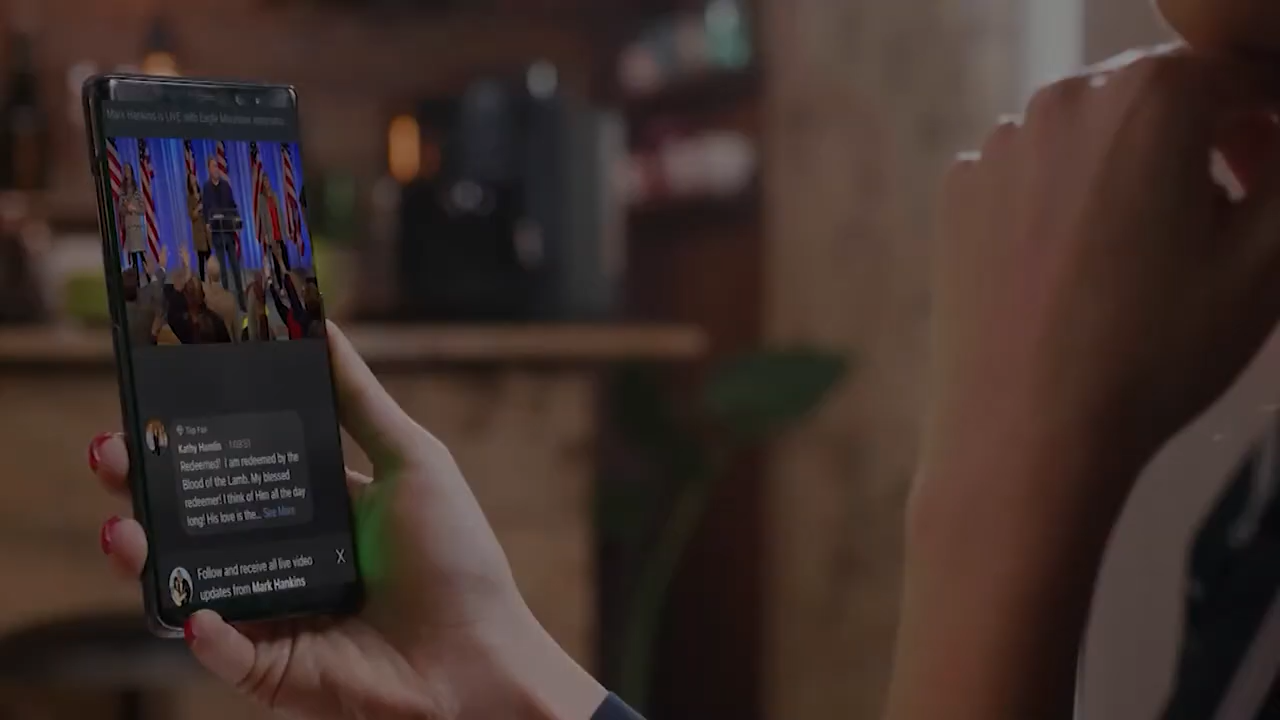 Mark Hankins is LIVE with Eagle Mountain
Top Fan
Kathy Hamlis
Redeemed! I am redeemed by the
Blood of the Lamb. My blessed
redeemer! I think of Him all the day
long! His love is the... See More
Follow and receive all live video
updates from Mark Hankins
X